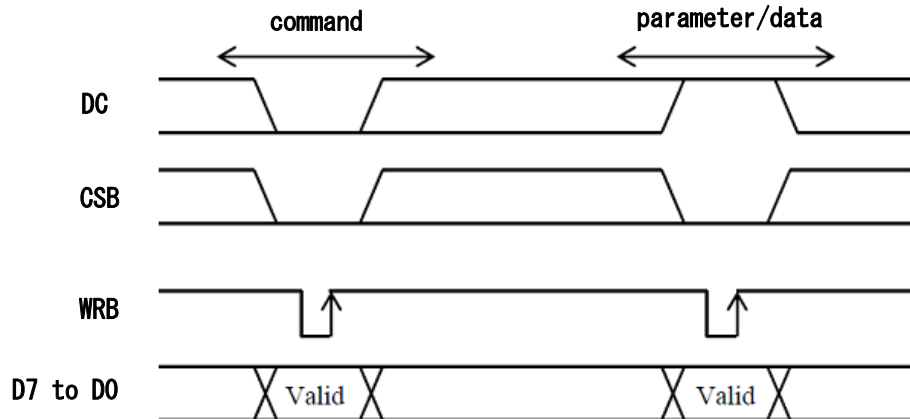 command
parameter/data
DC
CSB
WRB
D7 to D0
Valid
Valid